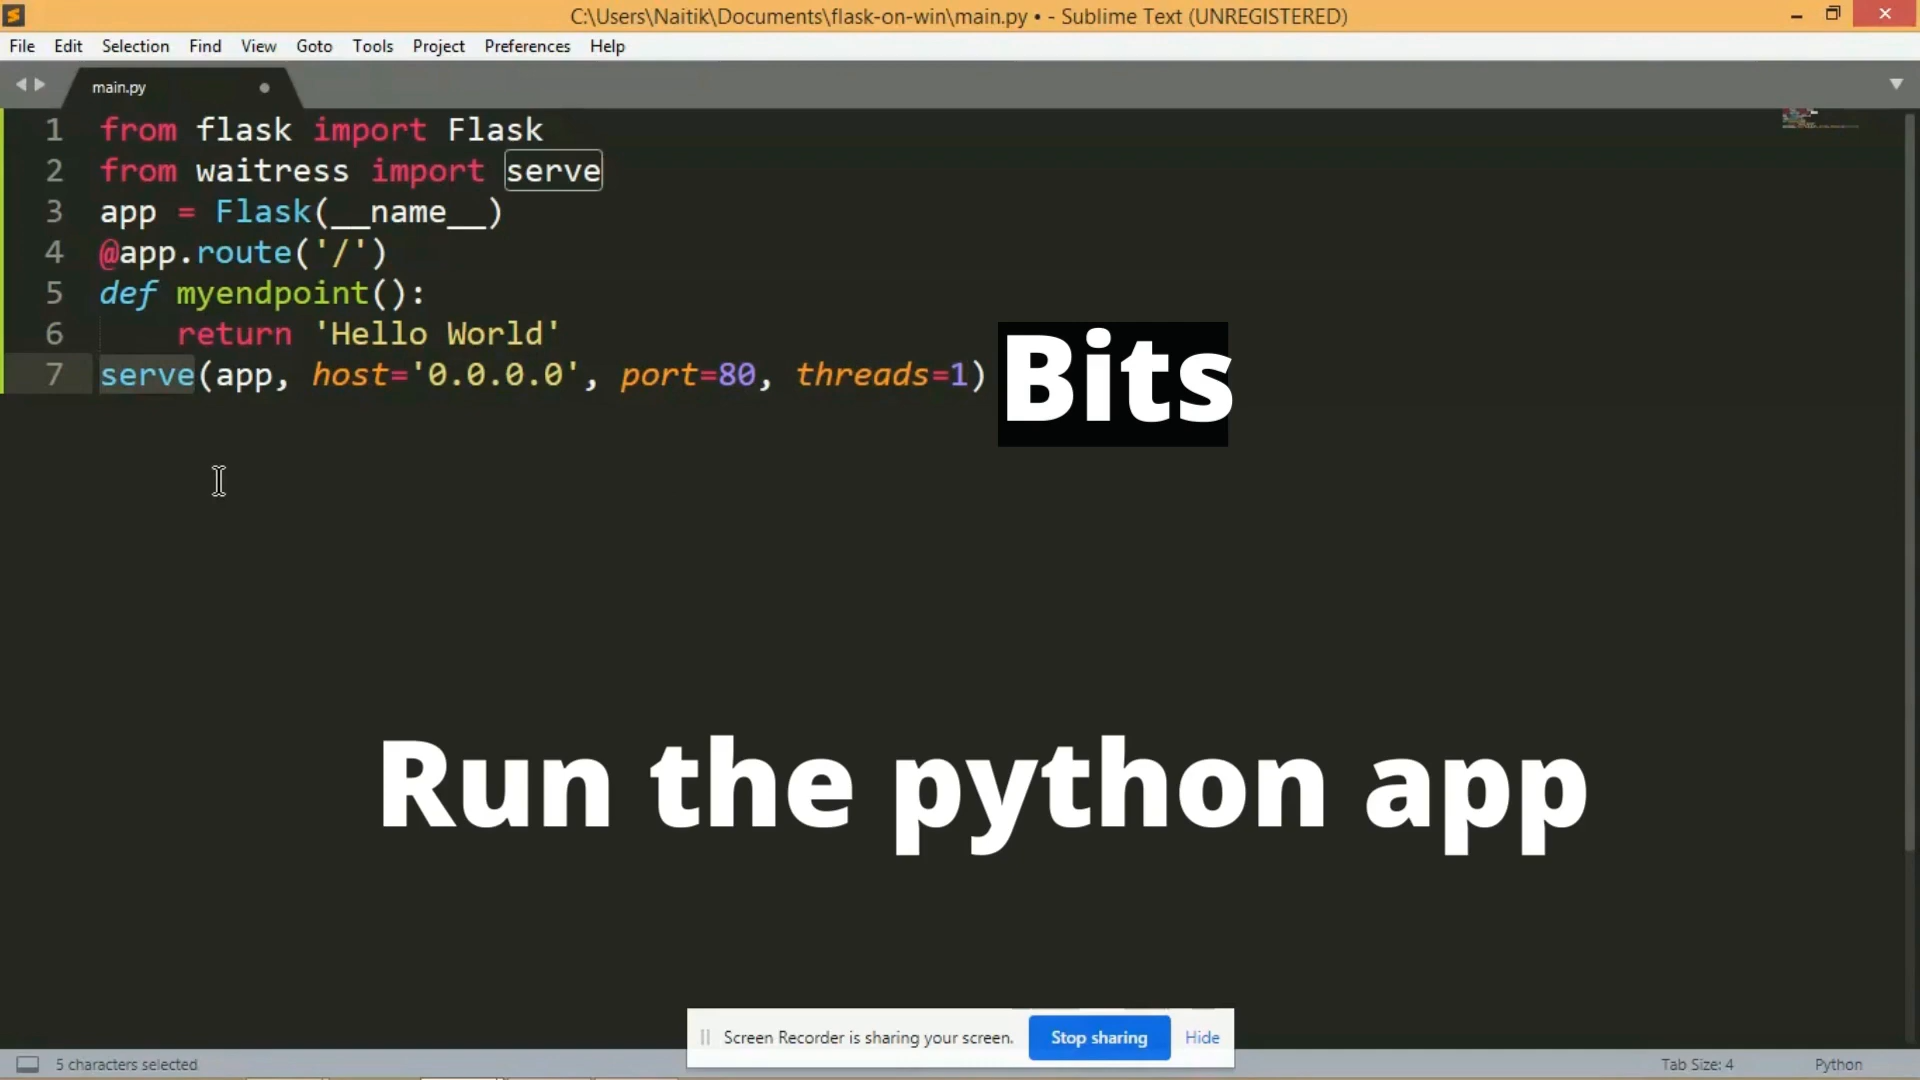 C:\Users\Naitik\Documents\flask-on-win\main.py • - Sublime Text (UNREGISTERED)
File Edit Selection Find View Goto Tools Project Preferences Help
main.py
1 from flask import Flask
2 from waitress import serve
3 app = Flask(__name__)
4 @app.route('/')
5 def myendpoint():
6     return 'Hello World'
7 serve(app, host='0.0.0.0', port=80, threads=1)
Bits
Run the python app
Screen Recorder is sharing your screen. Stop sharing Hide
5 characters selected Tab Size: 4 Python